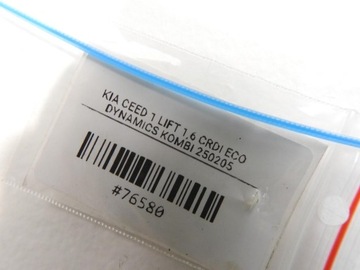 KIA CEED 1 LIFT 1,6 CRDI ECO
DYNAMICS KOMBI 250205
#76580